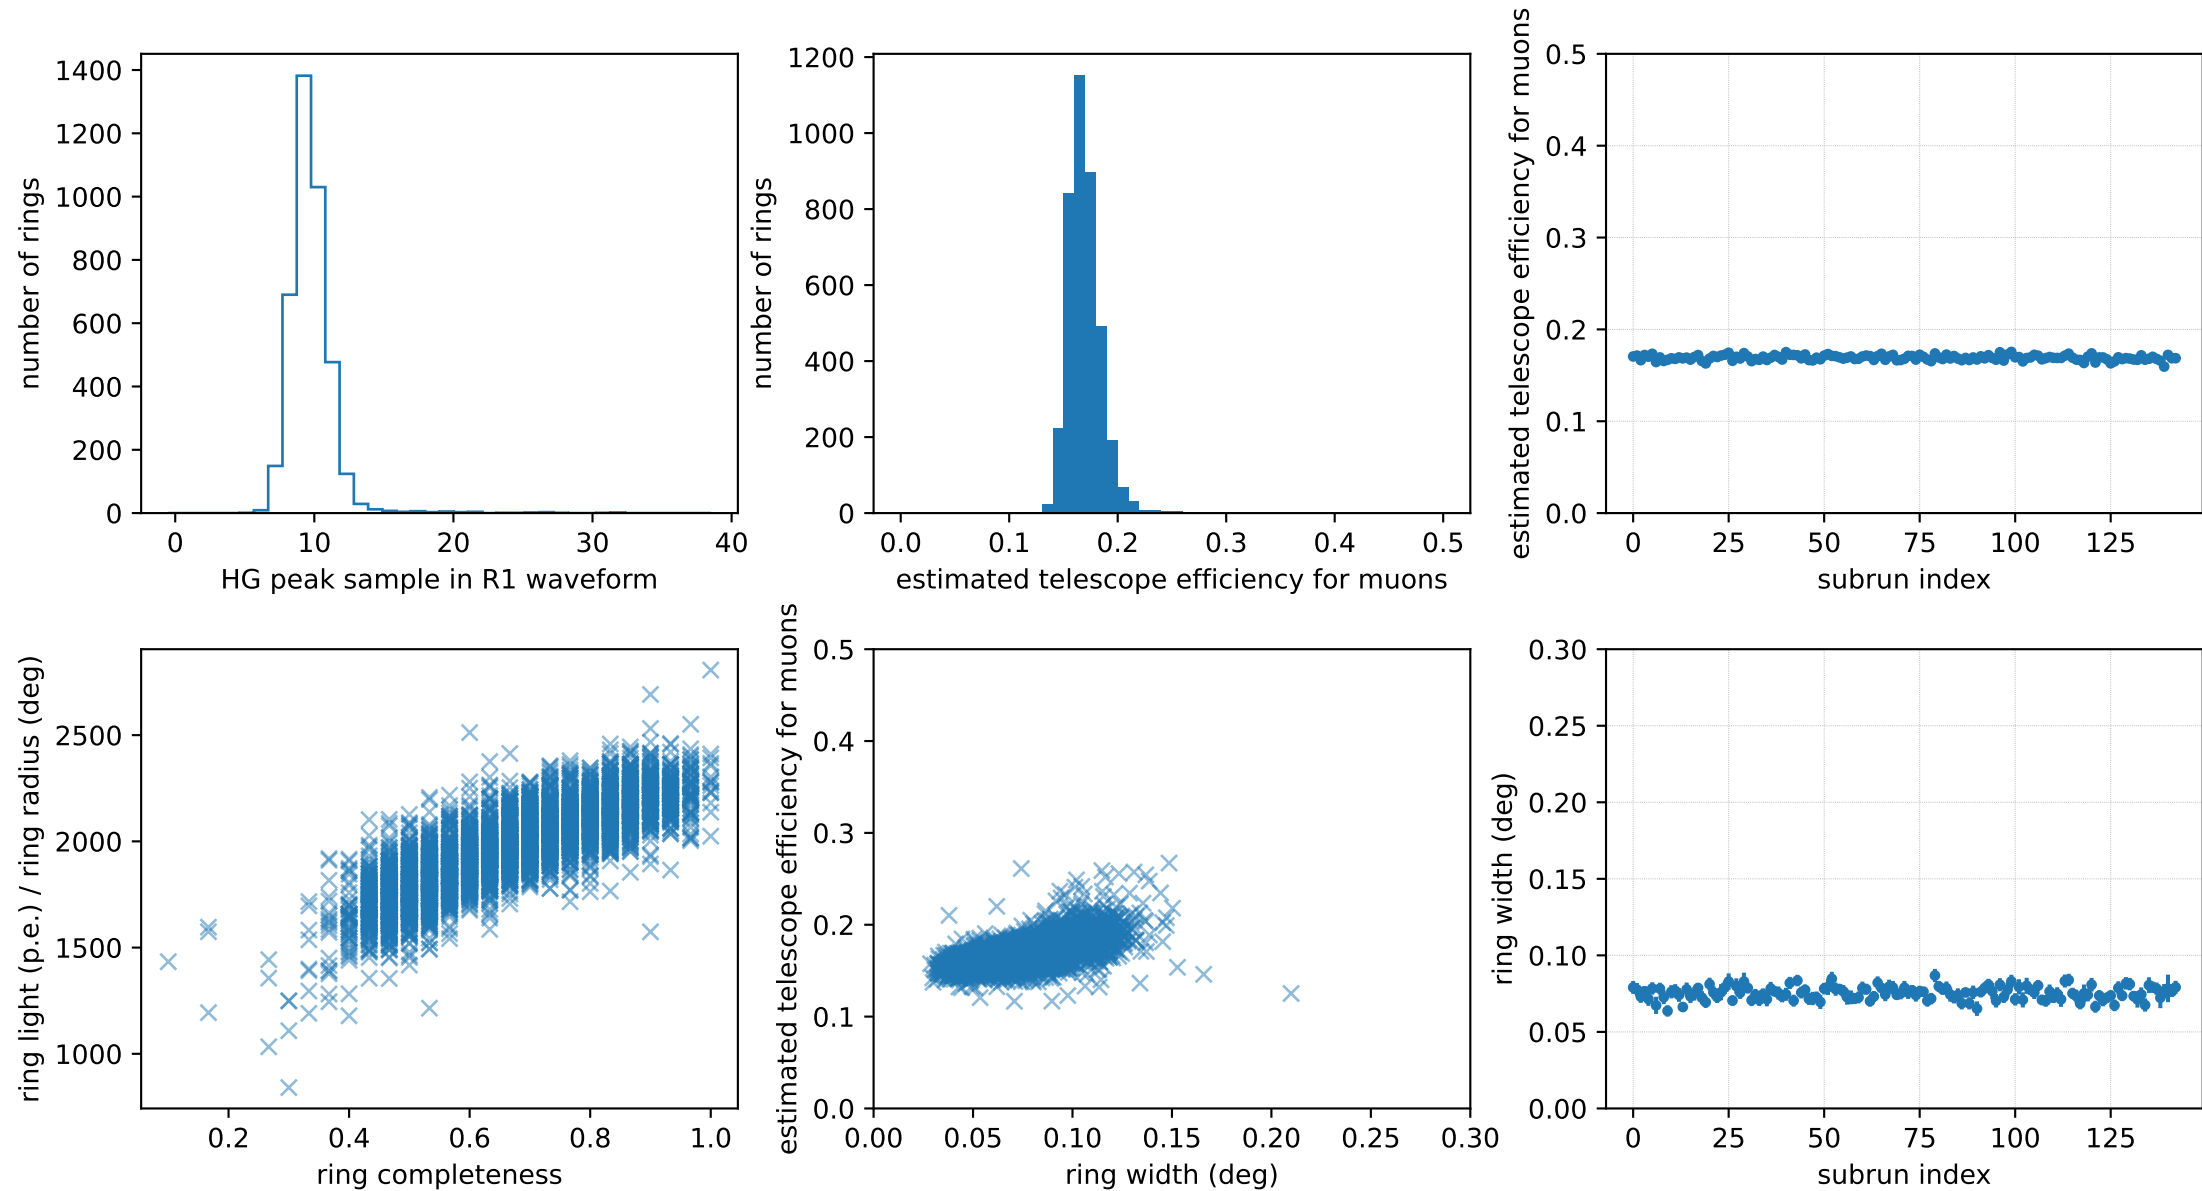 1400
1200
1000
800
600
400
200
0
number of rings
0 10 20 30 40
HG peak sample in R1 waveform
1200
1000
800
600
400
200
0
number of rings
0.0 0.1 0.2 0.3 0.4 0.5
estimated telescope efficiency for muons
0.5
0.4
0.3
0.2
0.1
0.0
estimated telescope efficiency for muons
0 25 50 75 100 125
subrun index
2500
2000
1500
1000
ring light (p.e.) / ring radius (deg)
0.2 0.4 0.6 0.8 1.0
ring completeness
0.5
0.4
0.3
0.2
0.1
0.0
estimated telescope efficiency for muons
0.00 0.05 0.10 0.15 0.20 0.25 0.30
ring width (deg)
0.30
0.25
0.20
0.15
0.10
0.05
0.00
ring width (deg)
0 25 50 75 100 125
subrun index